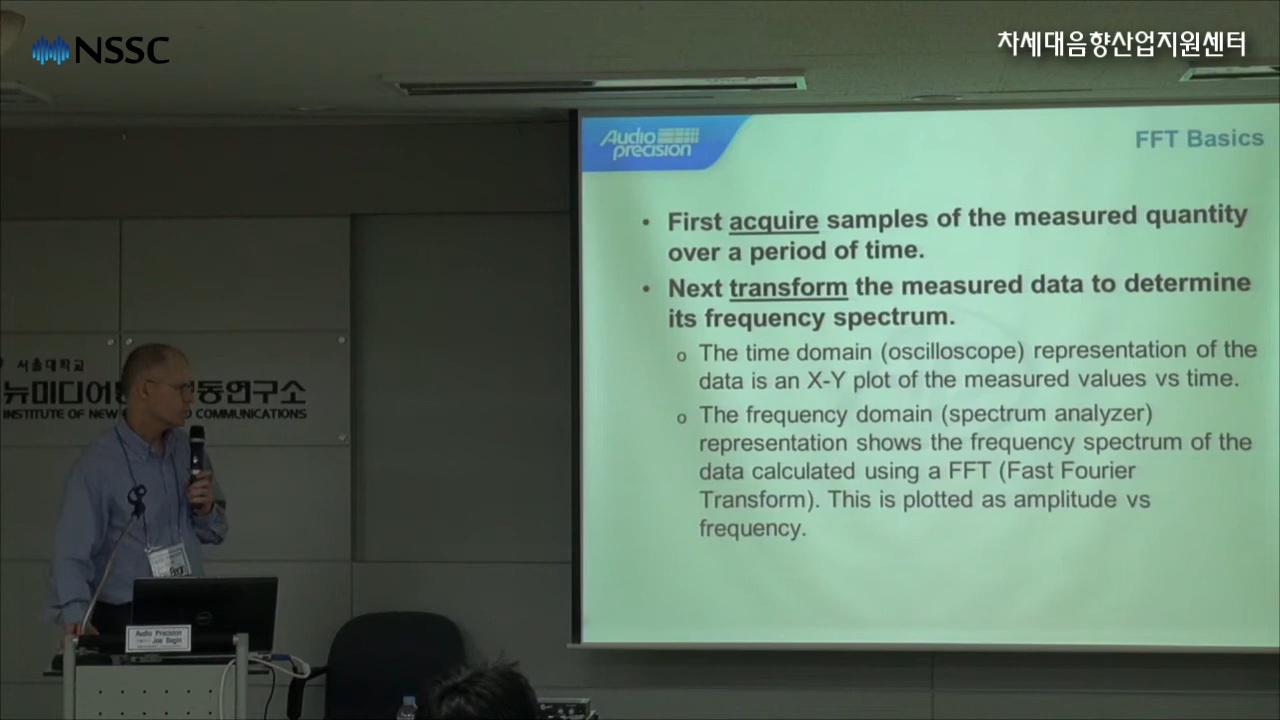 NSSC
차세대음향산업지원센터
Audio
precision
FFT Basics
• First acquire samples of the measured quantity
over a period of time.
• Next transform the measured data to determine
its frequency spectrum.
o The time domain (oscilloscope) representation of the
data is an X-Y plot of the measured values vs time.
o The frequency domain (spectrum analyzer)
representation shows the frequency spectrum of the
data calculated using a FFT (Fast Fourier
Transform). This is plotted as amplitude vs
frequency.
서울대학교
뉴미디어 동연구소
INSTITUTE OF NEW COMMUNICATIONS
Audio Precision
Joe Begin